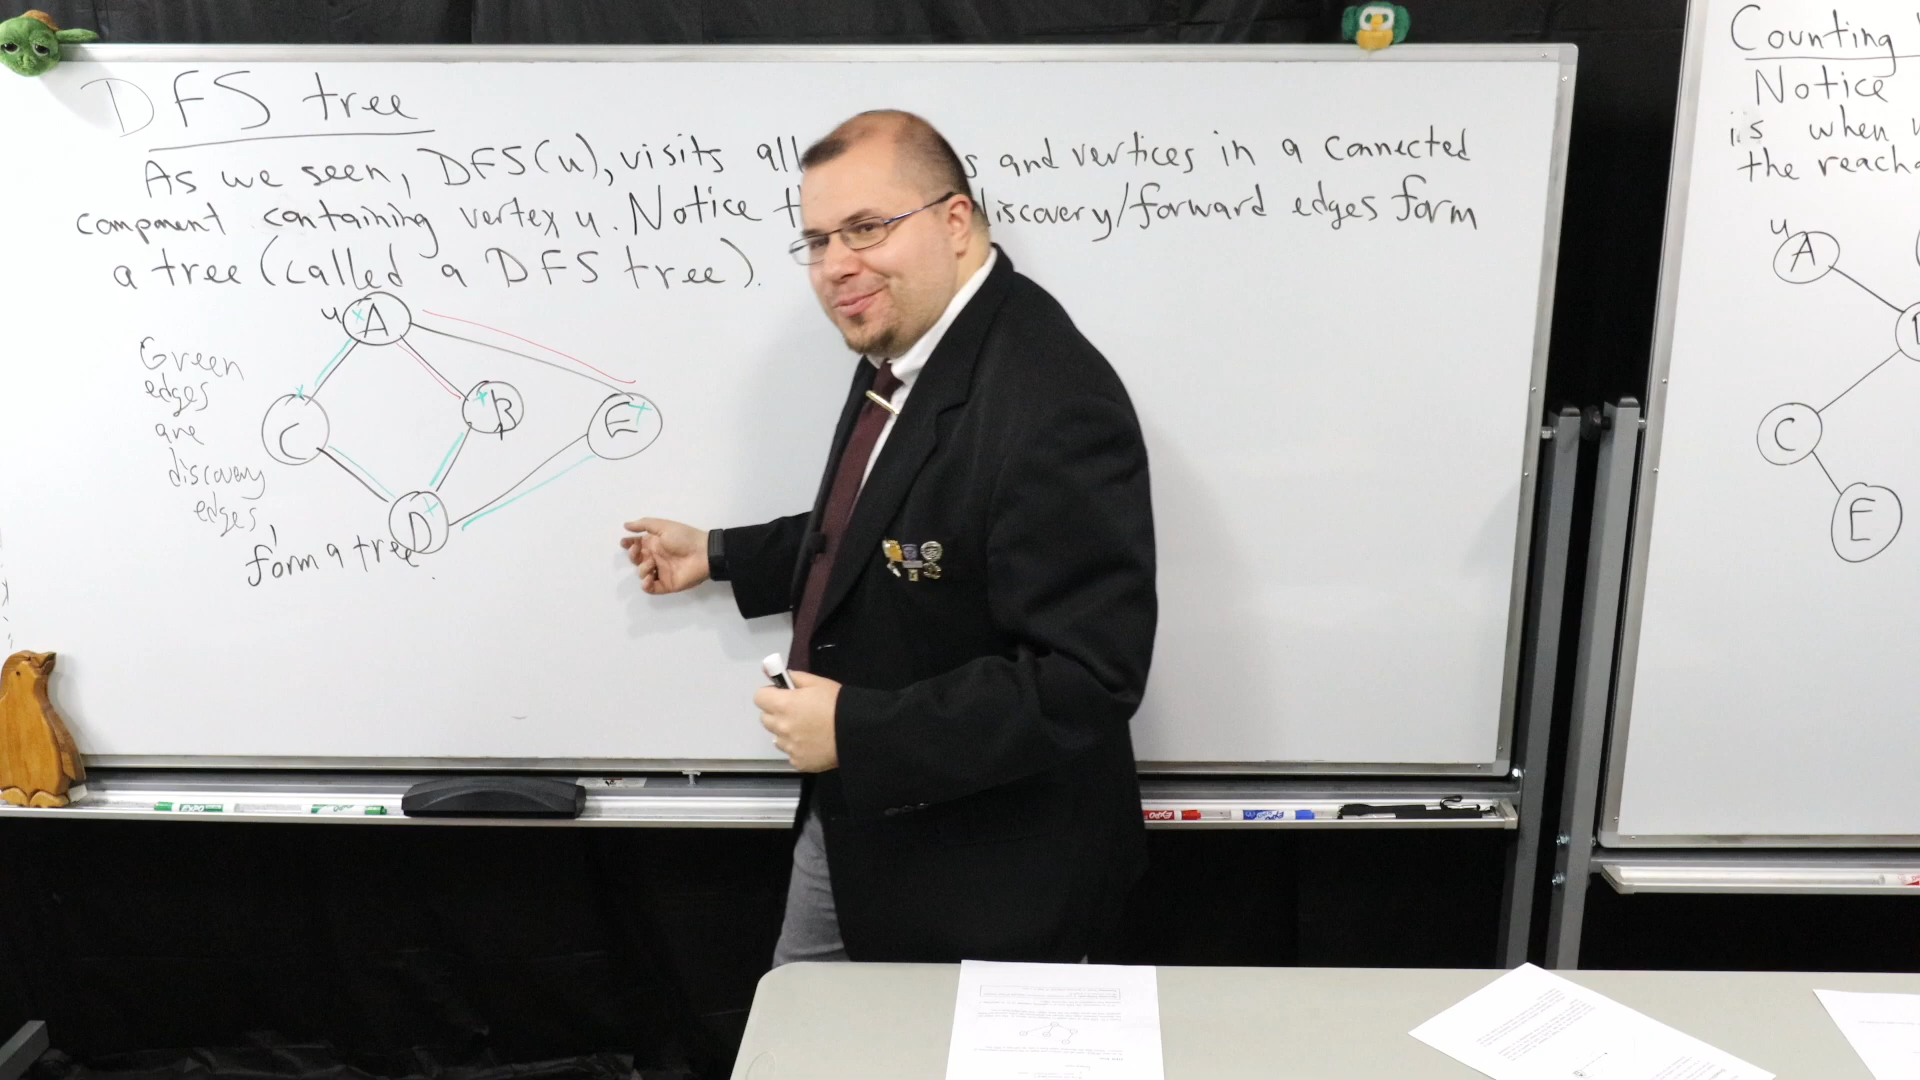 DFS tree
As we seen, DFS(u), visits all s and vertices in a connected
component containing vertex u. Notice t discovery/forward edges form
a tree (called a DFS tree).
u A
Green
edges
are
discovery
edges,
form a tree.
C
B
E
D
Counting
Notice
is when
the reach
u
A
C
E
EXPO